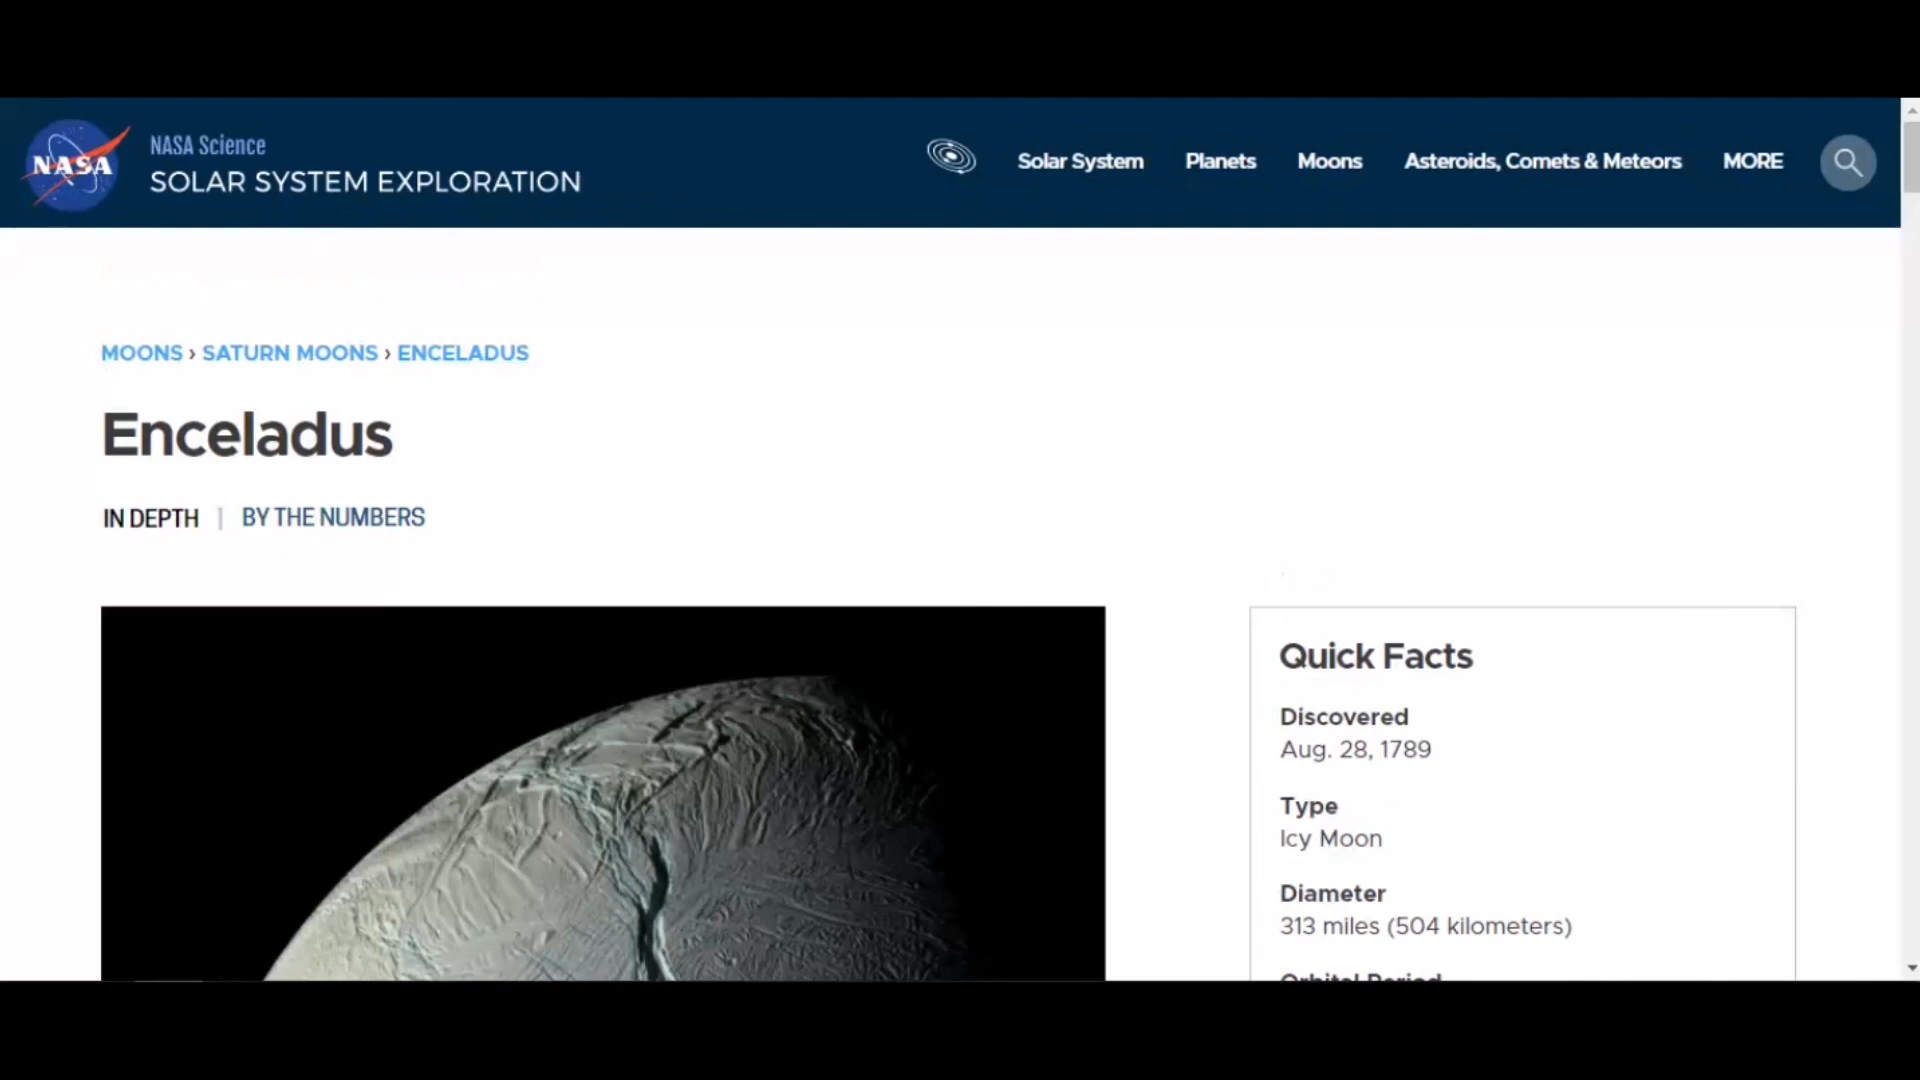 NASA
NASA Science
SOLAR SYSTEM EXPLORATION
Solar System Planets Moons Asteroids, Comets & Meteors MORE
MOONS › SATURN MOONS › ENCELADUS
Enceladus
IN DEPTH | BY THE NUMBERS
Quick Facts
Discovered
Aug. 28, 1789
Type
Icy Moon
Diameter
313 miles (504 kilometers)
Orbital Period